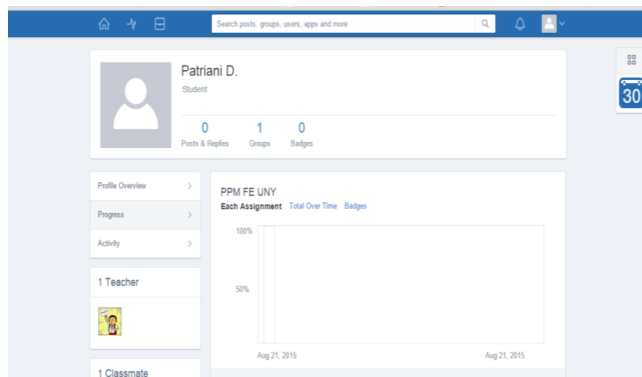 Search posts, groups, users, apps and more
30
Patriani D.
Student
0 1 0
Posts & Replies Groups Badges
Profile Overview
Progress
Activity
1 Teacher
1 Classmate
PPM FE UNY
Each Assignment Total Over Time Badges
100%
50%
Aug 21, 2015 Aug 21, 2015